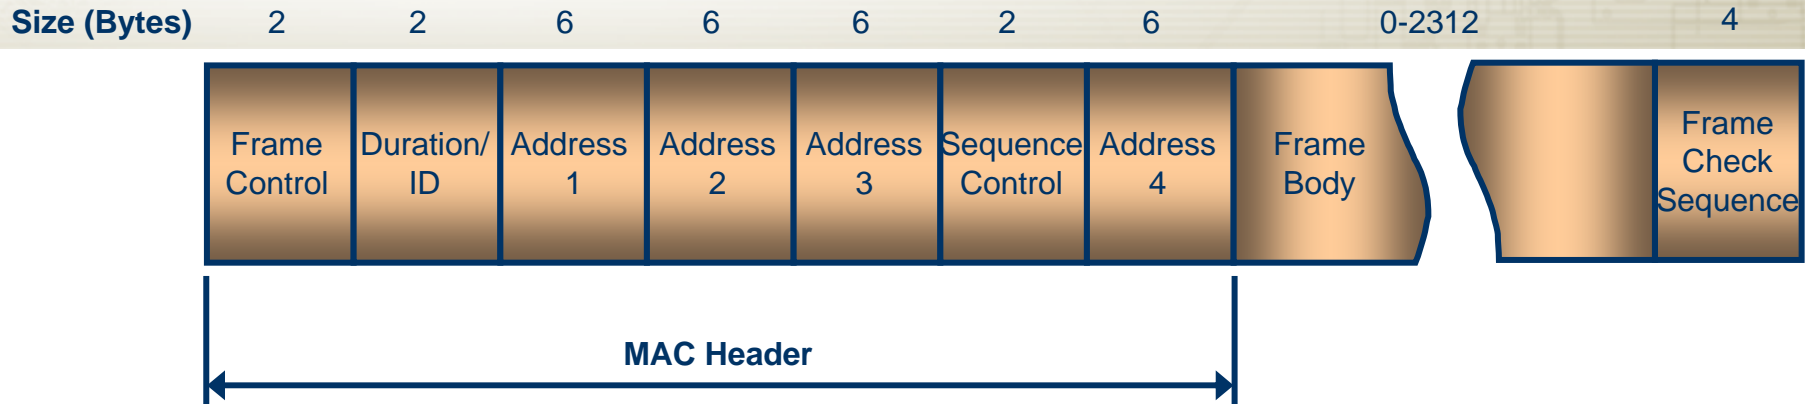 Size (Bytes) 2 2 6 6 6 2 6 0-2312 4
Frame
Control
Duration/
ID
Address
1
Address
2
Address
3
Sequence
Control
Address
4
Frame
Body
Frame
Check
Sequence
MAC Header